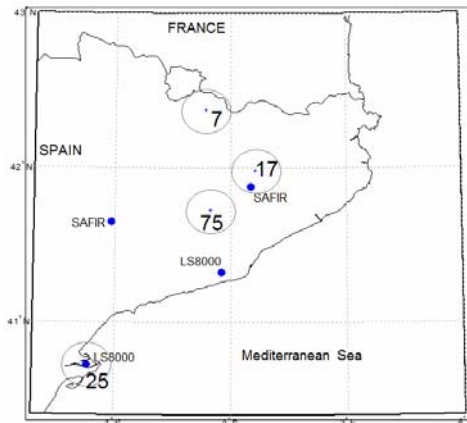 43 N
FRANCE
7
SPAIN
42 N
17
SAFIR
75
SAFIR
LS8000
41 N
Mediterranean Sea
LS8000
25